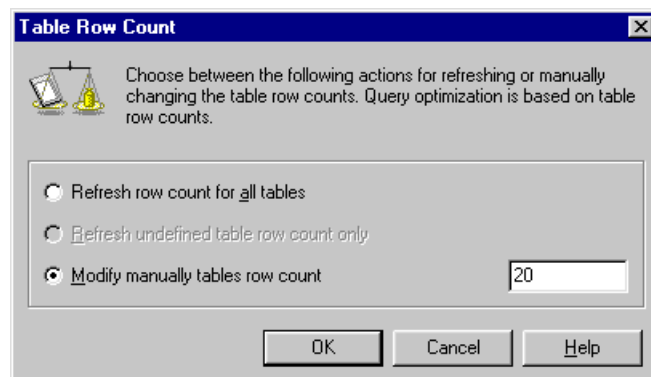 Table Row Count
Choose between the following actions for refreshing or manually
changing the table row counts. Query optimization is based on table
row counts.
Refresh row count for all tables
Refresh undefined table row count only
Modify manually tables row count
20
OK
Cancel
Help